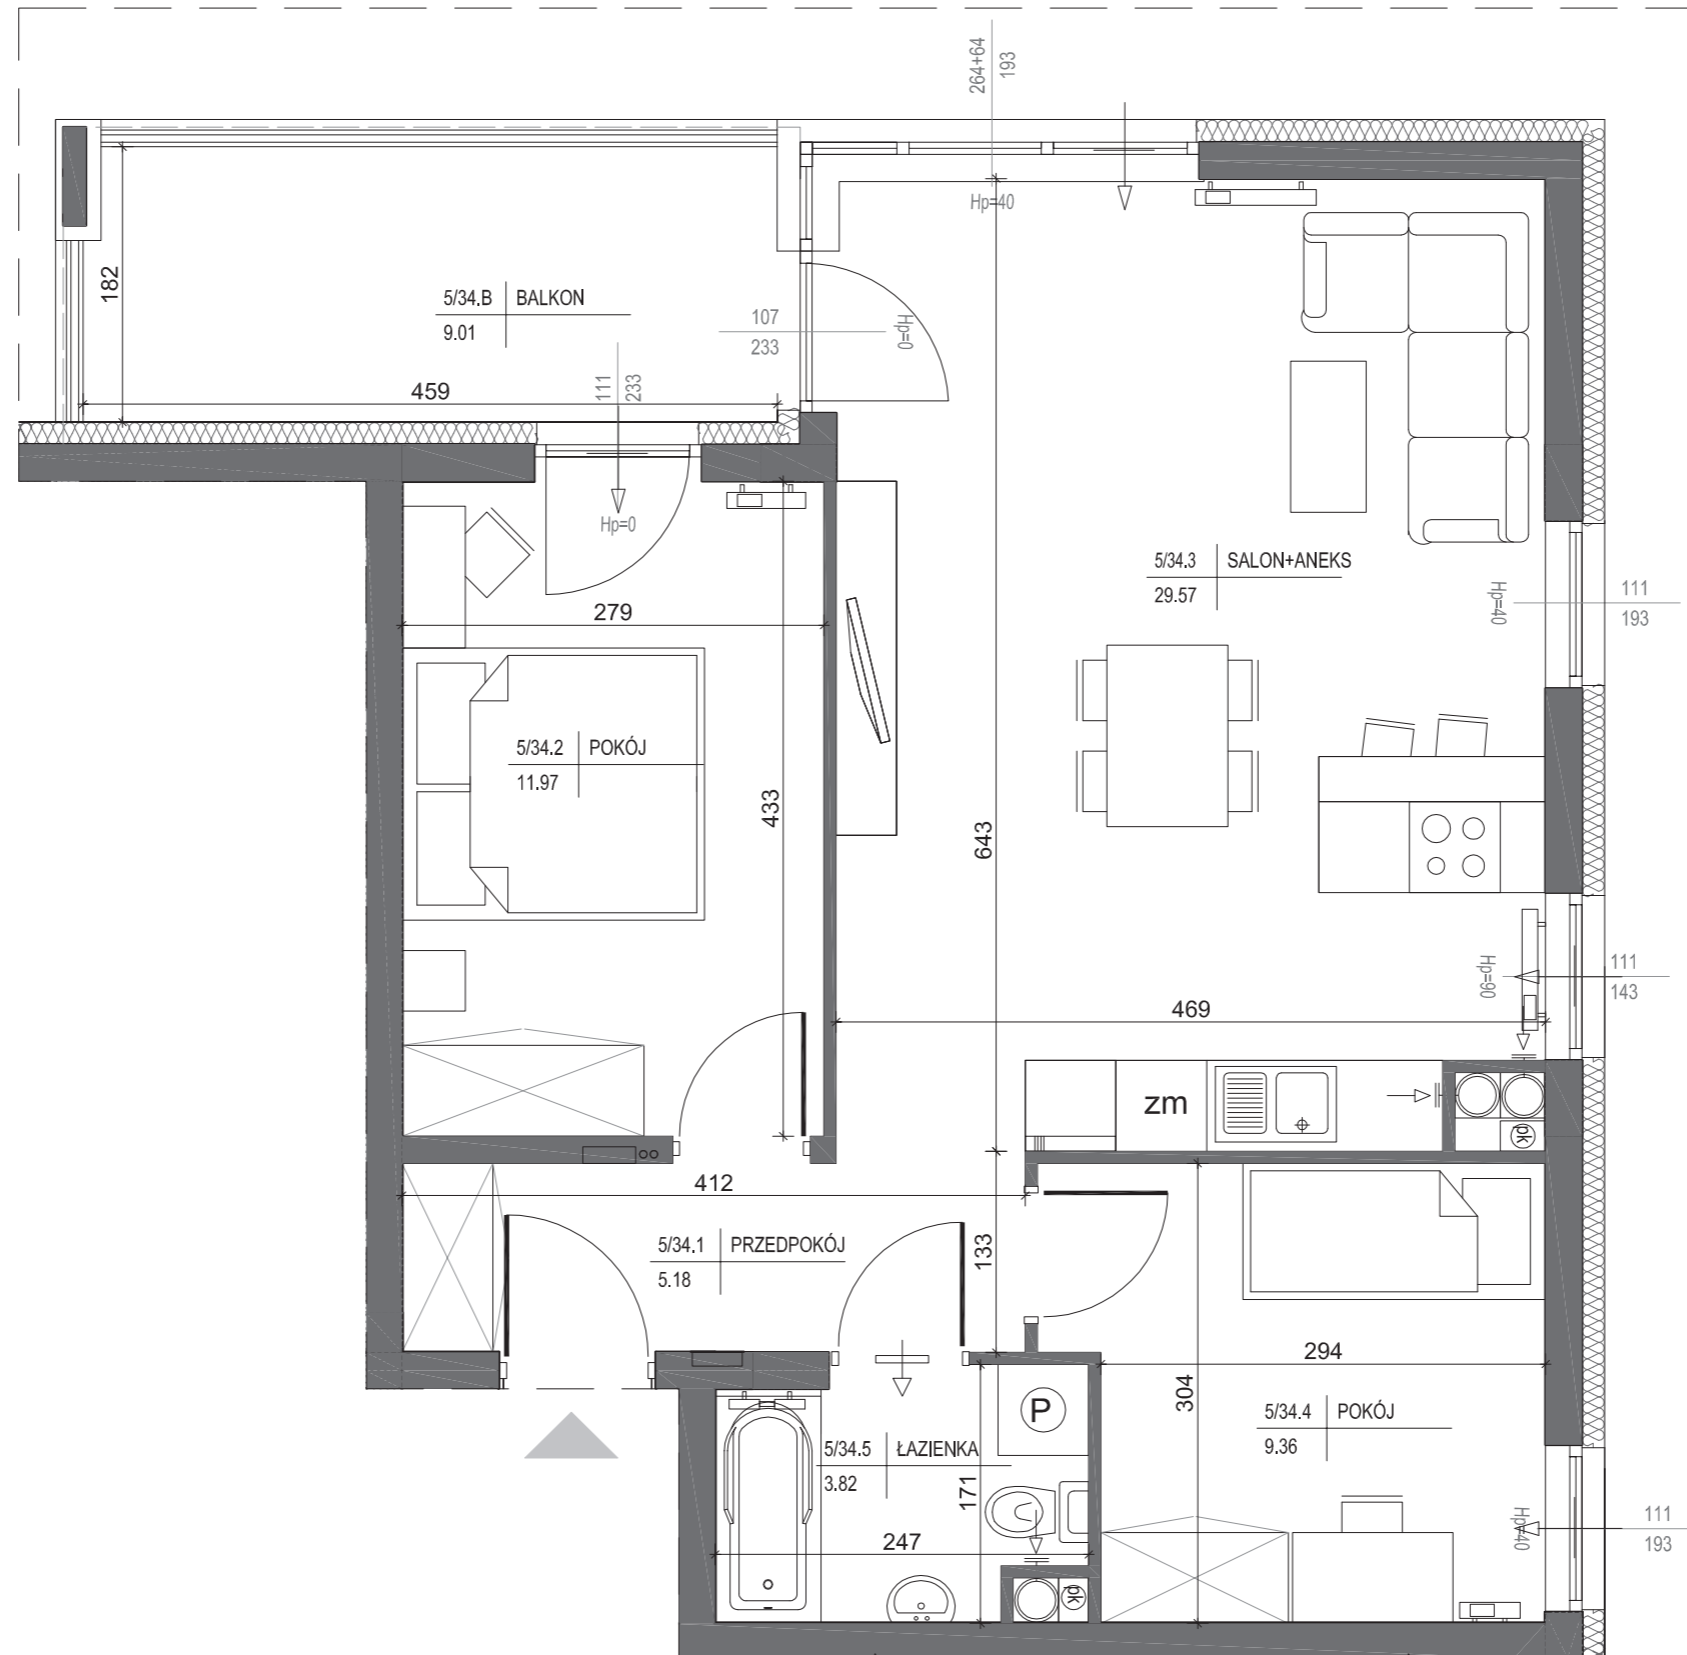 264+64
193
Hp=40
182
5/34.B BALKON
9.01
107
233
Hp=0
459
111
233
Hp=0
279
5/34.3 SALON+ANEKS
29.57
Hp=40
111
193
5/34.2 POKÓJ
11.97
433
643
Hp=90
111
143
469
zm
pk
412
133
5/34.1 PRZEDPOKÓJ
5.18
294
304
P
5/34.4 POKÓJ
9.36
5/34.5 ŁAZIENKA
3.82
171
247
Hp=40
111
193
pk